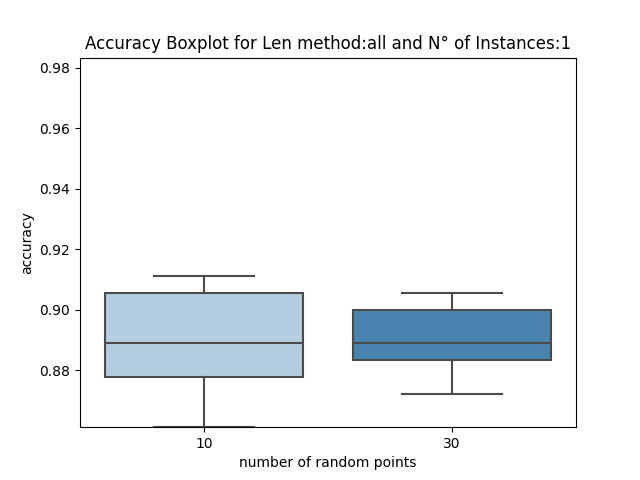 Accuracy Boxplot for Len method:all and N° of Instances:1
0.98
0.96
0.94
0.92
0.90
0.88
accuracy
10 30
number of random points